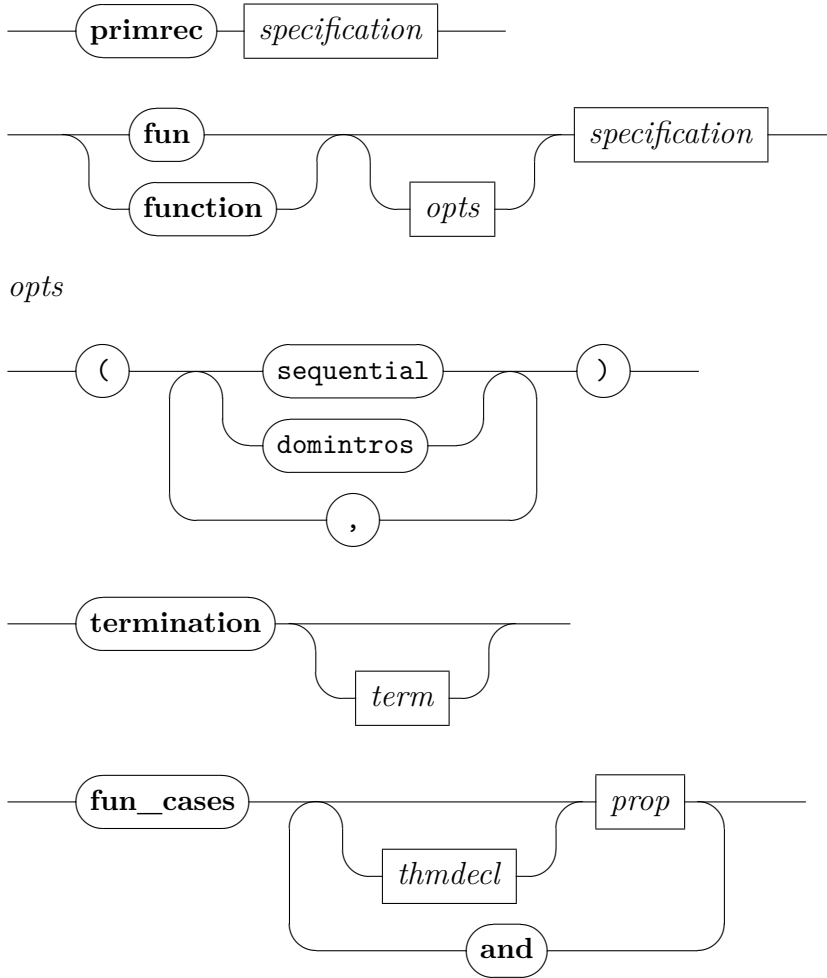 primrec specification
fun specification
function opts
opts
( sequential )
domintros
,
termination
term
fun_cases prop
thmdecl
and